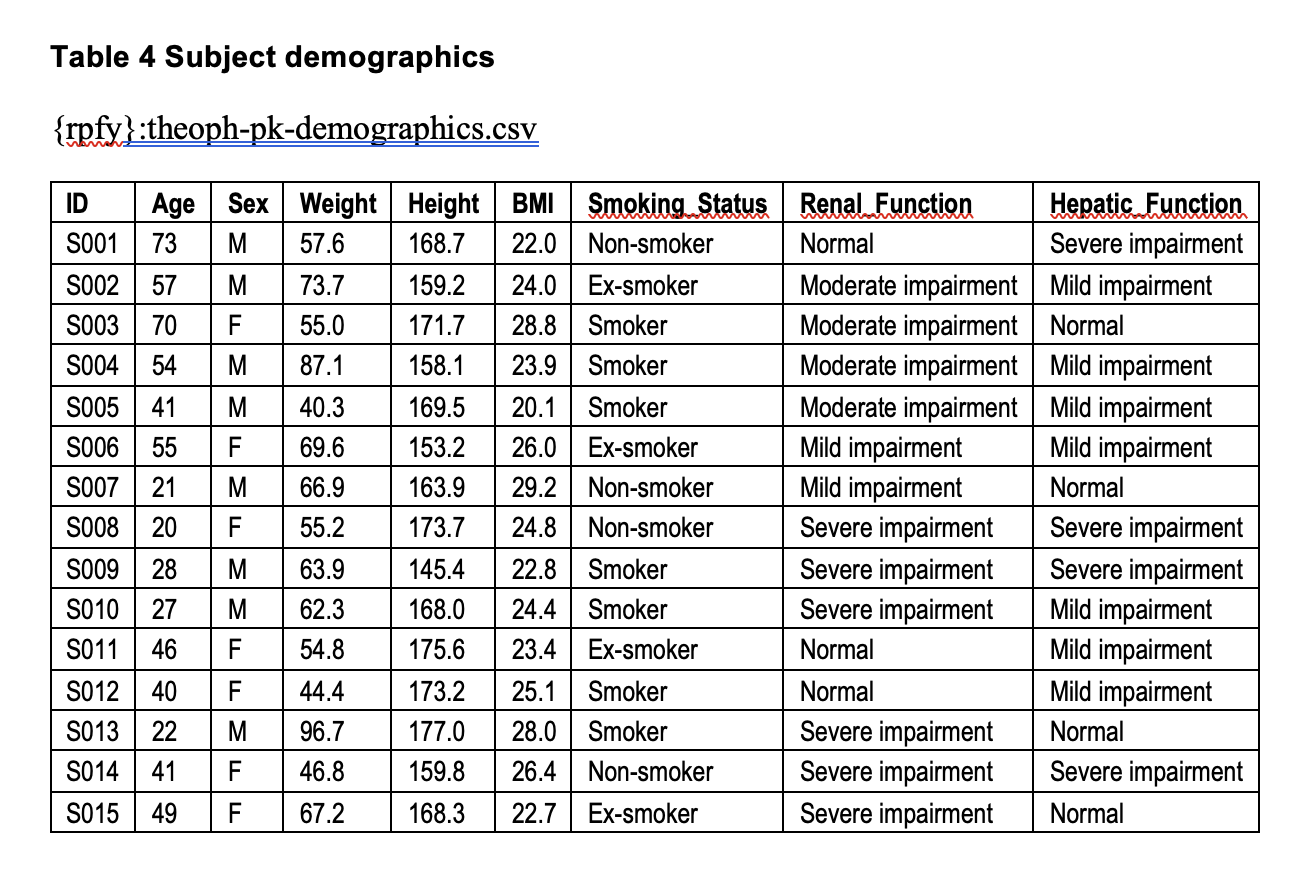 Table 4 Subject demographics
{rpfy}:theoph-pk-demographics.csv
ID Age Sex Weight Height BMI Smoking_Status Renal_Function Hepatic_Function
S001 73 M 57.6 168.7 22.0 Non-smoker Normal Severe impairment
S002 57 M 73.7 159.2 24.0 Ex-smoker Moderate impairment Mild impairment
S003 70 F 55.0 171.7 28.8 Smoker Moderate impairment Normal
S004 54 M 87.1 158.1 23.9 Smoker Moderate impairment Mild impairment
S005 41 M 40.3 169.5 20.1 Smoker Moderate impairment Mild impairment
S006 55 F 69.6 153.2 26.0 Ex-smoker Mild impairment Mild impairment
S007 21 M 66.9 163.9 29.2 Non-smoker Mild impairment Normal
S008 20 F 55.2 173.7 24.8 Non-smoker Severe impairment Severe impairment
S009 28 M 63.9 145.4 22.8 Smoker Severe impairment Severe impairment
S010 27 M 62.3 168.0 24.4 Smoker Severe impairment Mild impairment
S011 46 F 54.8 175.6 23.4 Ex-smoker Normal Mild impairment
S012 40 F 44.4 173.2 25.1 Smoker Normal Mild impairment
S013 22 M 96.7 177.0 28.0 Smoker Severe impairment Normal
S014 41 F 46.8 159.8 26.4 Non-smoker Severe impairment Severe impairment
S015 49 F 67.2 168.3 22.7 Ex-smoker Severe impairment Normal